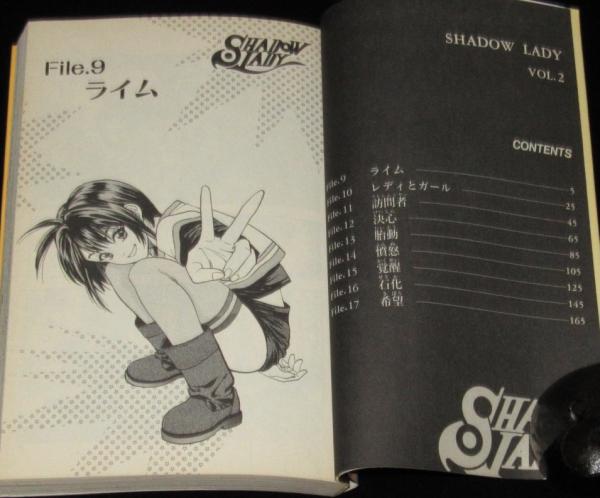 SHADOW LADY
VOL.2
CONTENTS
File.9 ライム 5
File.10 レディとガール 25
File.11 訪問者 45
File.12 決心 65
File.13 胎動 85
File.14 憤怒 105
File.15 覚醒 125
File.16 石化 145
File.17 希望 165
SHADOW
LADY
File.9
ライム
SHADOW
LADY